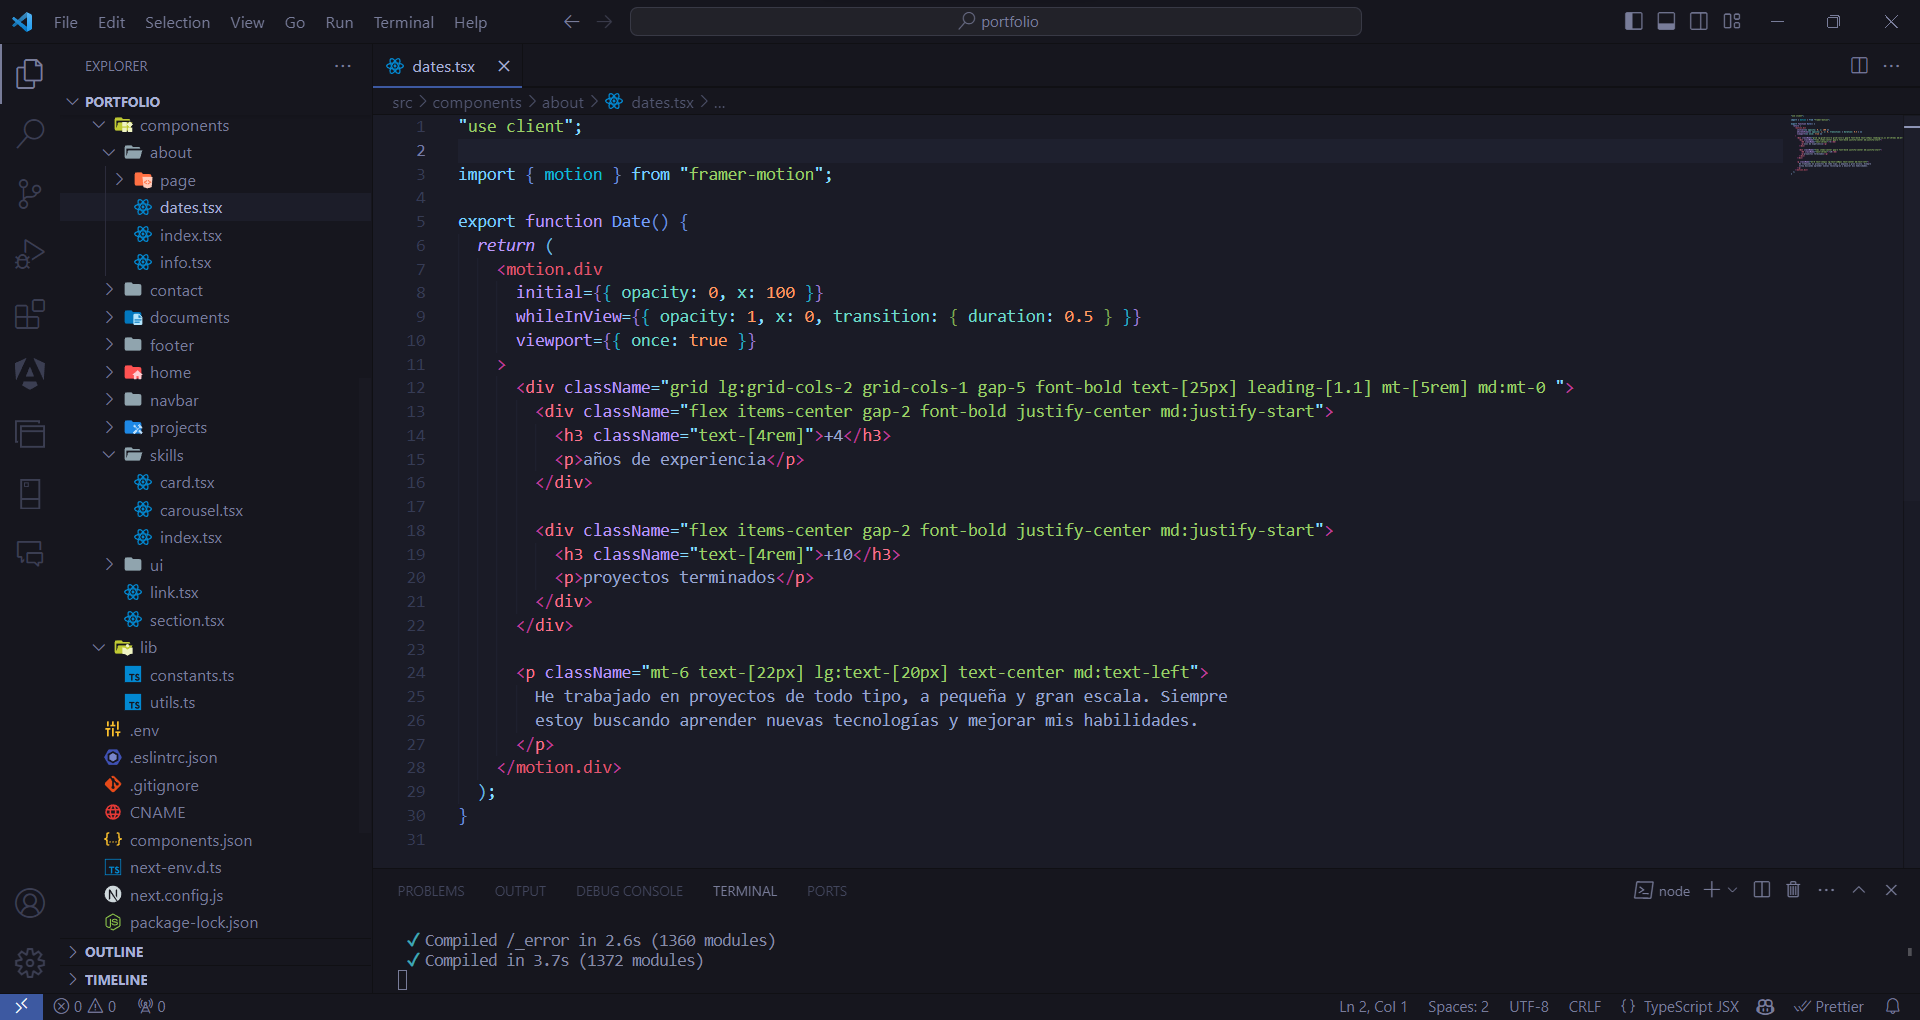 File Edit Selection View Go Run Terminal Help
portfolio
EXPLORER
PORTFOLIO
components
about
page
dates.tsx
index.tsx
info.tsx
contact
documents
footer
home
navbar
projects
skills
card.tsx
carousel.tsx
index.tsx
ui
link.tsx
section.tsx
lib
constants.ts
utils.ts
.env
.eslintrc.json
.gitignore
CNAME
components.json
next-env.d.ts
next.config.js
package-lock.json
OUTLINE
TIMELINE
dates.tsx
src > components > about > dates.tsx > ...
1 "use client";
2
3 import { motion } from "framer-motion";
4
5 export function Date() {
6 return (
7 <motion.div
8 initial={{ opacity: 0, x: 100 }}
9 whileInView={{ opacity: 1, x: 0, transition: { duration: 0.5 } }}
10 viewport={{ once: true }}
11 >
12 <div className="grid lg:grid-cols-2 grid-cols-1 gap-5 font-bold text-[25px] leading-[1.1] mt-[5rem] md:mt-0 ">
13 <div className="flex items-center gap-2 font-bold justify-center md:justify-start">
14 <h3 className="text-[4rem]">+4</h3>
15 <p>años de experiencia</p>
16 </div>
17
18 <div className="flex items-center gap-2 font-bold justify-center md:justify-start">
19 <h3 className="text-[4rem]">+10</h3>
20 <p>proyectos terminados</p>
21 </div>
22 </div>
23
24 <p className="mt-6 text-[22px] lg:text-[20px] text-center md:text-left">
25 He trabajado en proyectos de todo tipo, a pequeña y gran escala. Siempre
26 estoy buscando aprender nuevas tecnologías y mejorar mis habilidades.
27 </p>
28 </motion.div>
29 );
30 }
31
PROBLEMS OUTPUT DEBUG CONSOLE TERMINAL PORTS
node
✓ Compiled /_error in 2.6s (1360 modules)
✓ Compiled in 3.7s (1372 modules)
0 0 0
Ln 2, Col 1 Spaces: 2 UTF-8 CRLF {} TypeScript JSX Prettier